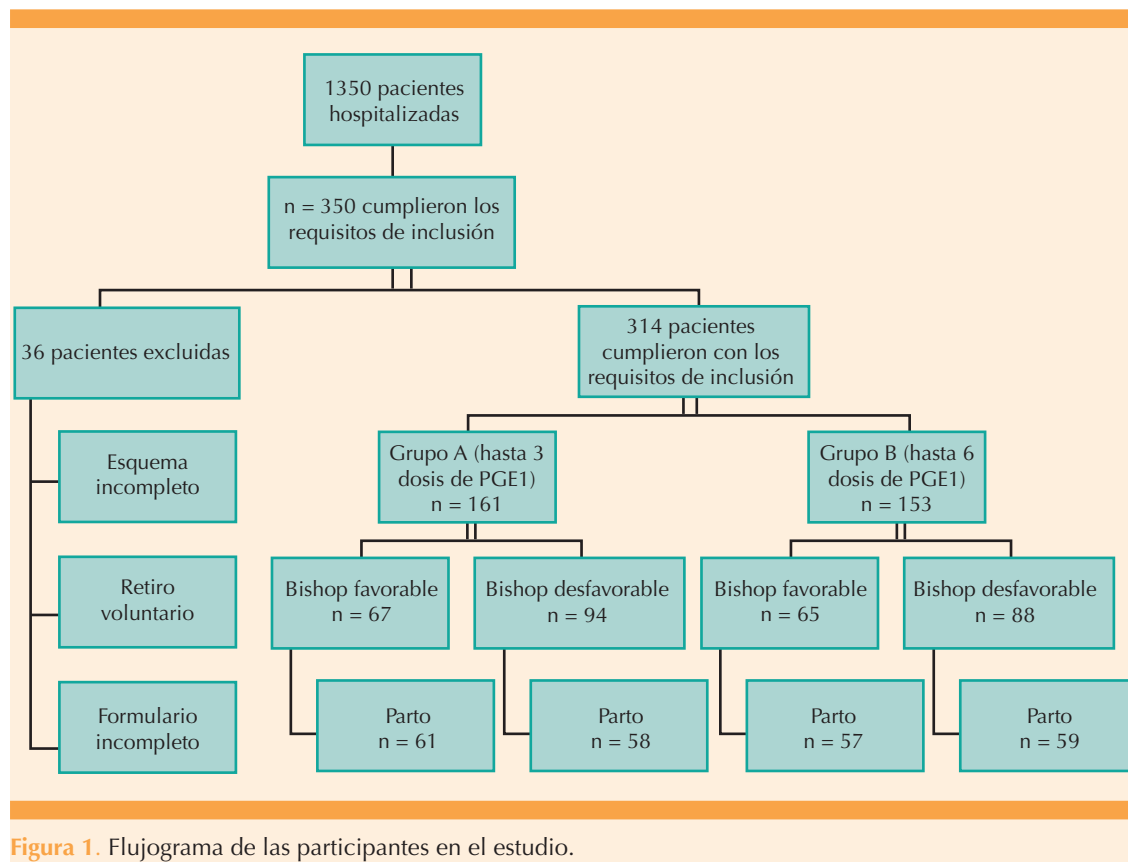 1350 pacientes
hospitalizadas
n = 350 cumplieron los
requisitos de inclusión
36 pacientes excluidas
314 pacientes
cumplieron con los
requisitos de inclusión
Esquema
incompleto
Retiro
voluntario
Formulario
incompleto
Grupo A (hasta 3
dosis de PGE1)
n = 161
Grupo B (hasta 6
dosis de PGE1)
n = 153
Bishop favorable
n = 67
Bishop desfavorable
n = 94
Bishop favorable
n = 65
Bishop desfavorable
n = 88
Parto
n = 61
Parto
n = 58
Parto
n = 57
Parto
n = 59
Figura 1. Flujograma de las participantes en el estudio.